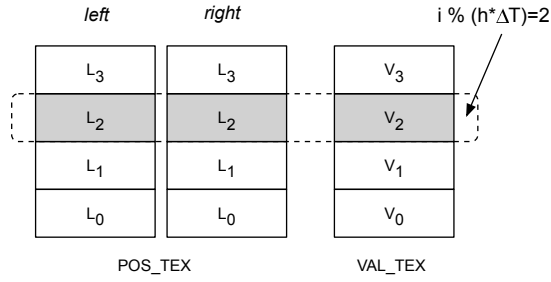 left right i % (h*ΔT)=2
L3 L3 V3
L2 L2 V2
L1 L1 V1
L0 L0 V0
POS_TEX VAL_TEX